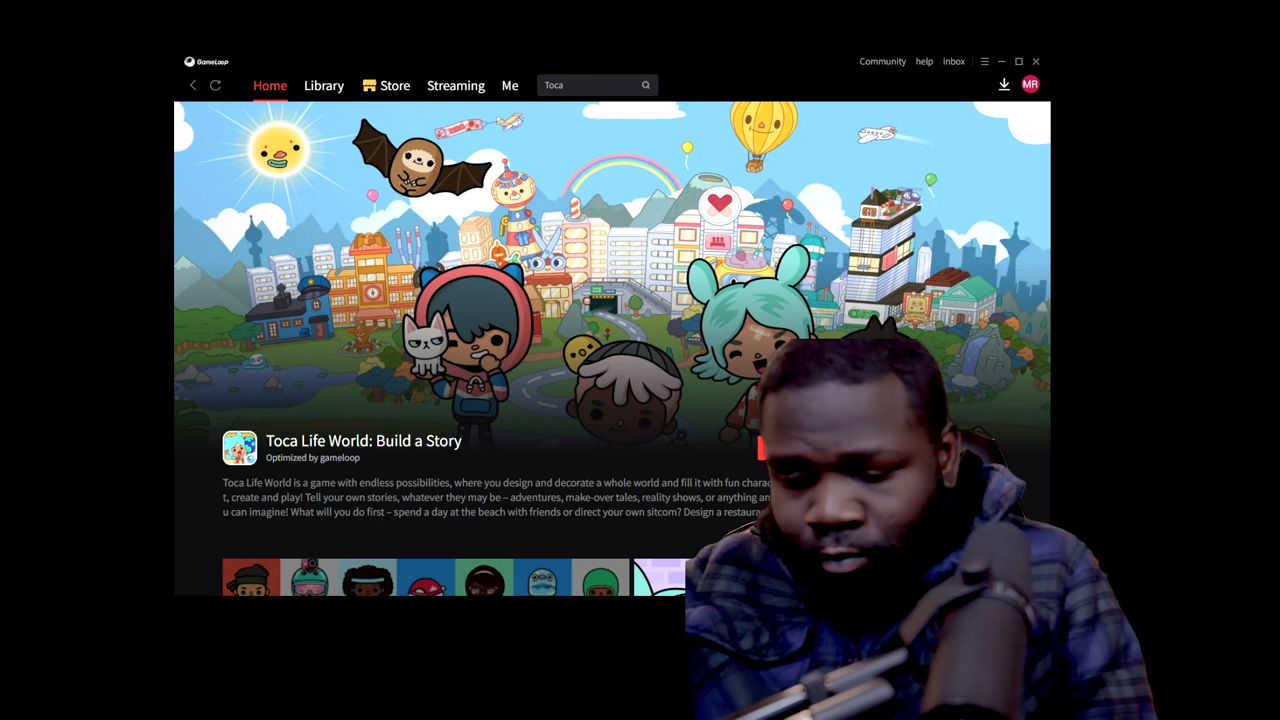 GameLoop
Community help inbox
Home Library Store Streaming Me Toca MR
Toca Life World: Build a Story
Optimized by gameloop
Toca Life World is a game with endless possibilities, where you design and decorate a whole world and fill it with fun charac
t, create and play! Tell your own stories, whatever they may be – adventures, make-over tales, reality shows, or anything an
u can imagine! What will you do first – spend a day at the beach with friends or direct your own sitcom? Design a restaura